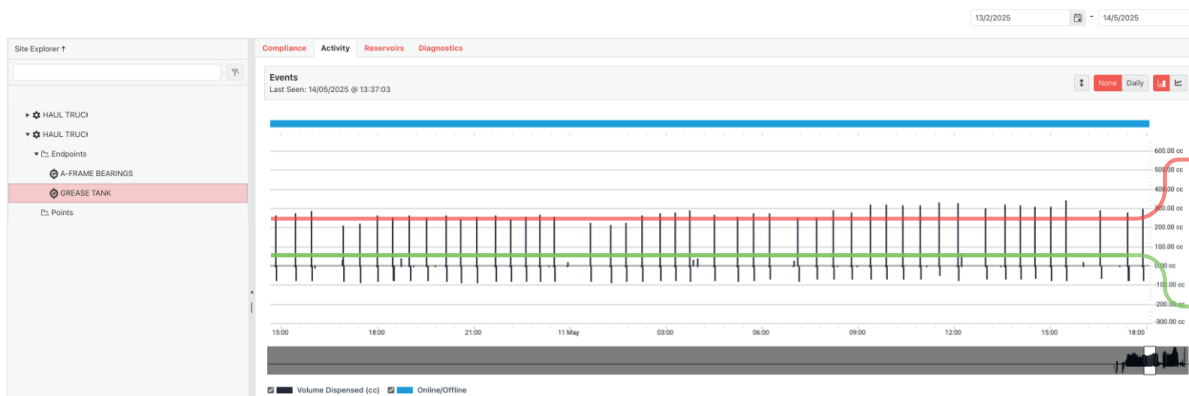 13/2/2025 - 14/5/2025
Site Explorer ↑
Compliance Activity Reservoirs Diagnostics
Events
Last Seen: 14/05/2025 @ 13:37:03
None Daily
HAUL TRUCK
HAUL TRUCK
Endpoints
A-FRAME BEARINGS
GREASE TANK
Points
600.00 cc
500.00 cc
400.00 cc
300.00 cc
200.00 cc
100.00 cc
0.00 cc
-100.00 cc
-200.00 cc
-300.00 cc
15:00 18:00 21:00 11 May 03:00 06:00 09:00 12:00 15:00 18:00
Volume Dispensed (cc) Online/Offline